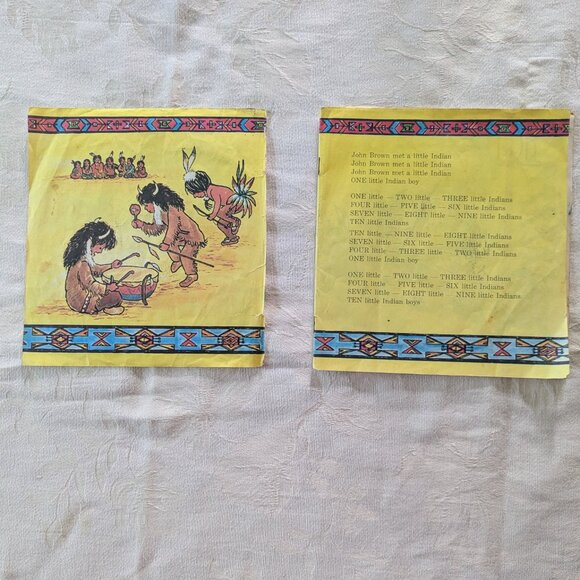 John Brown met a little Indian
John Brown met a little Indian
John Brown met a little Indian
ONE little Indian boy
ONE little — TWO little — THREE little Indians
FOUR little — FIVE little — SIX little Indians
SEVEN little — EIGHT little — NINE little Indians
TEN little Indians
TEN little — NINE little — EIGHT little Indians
SEVEN little — SIX little — FIVE little Indians
FOUR little — THREE little — TWO little Indians
ONE little Indian boy
ONE little — TWO little — THREE little Indians
FOUR little — FIVE little — SIX little Indians
SEVEN little — EIGHT little — NINE little Indians
TEN little Indian boys